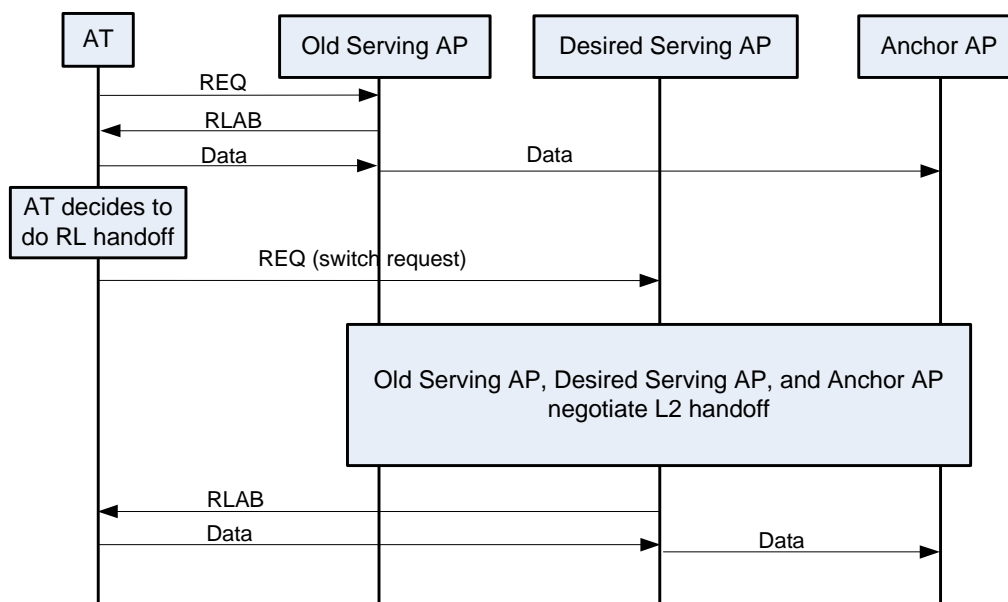 AT
Old Serving AP
Desired Serving AP
Anchor AP
REQ
RLAB
Data
Data
AT decides to
do RL handoff
REQ (switch request)
Old Serving AP, Desired Serving AP, and Anchor AP
negotiate L2 handoff
RLAB
Data
Data